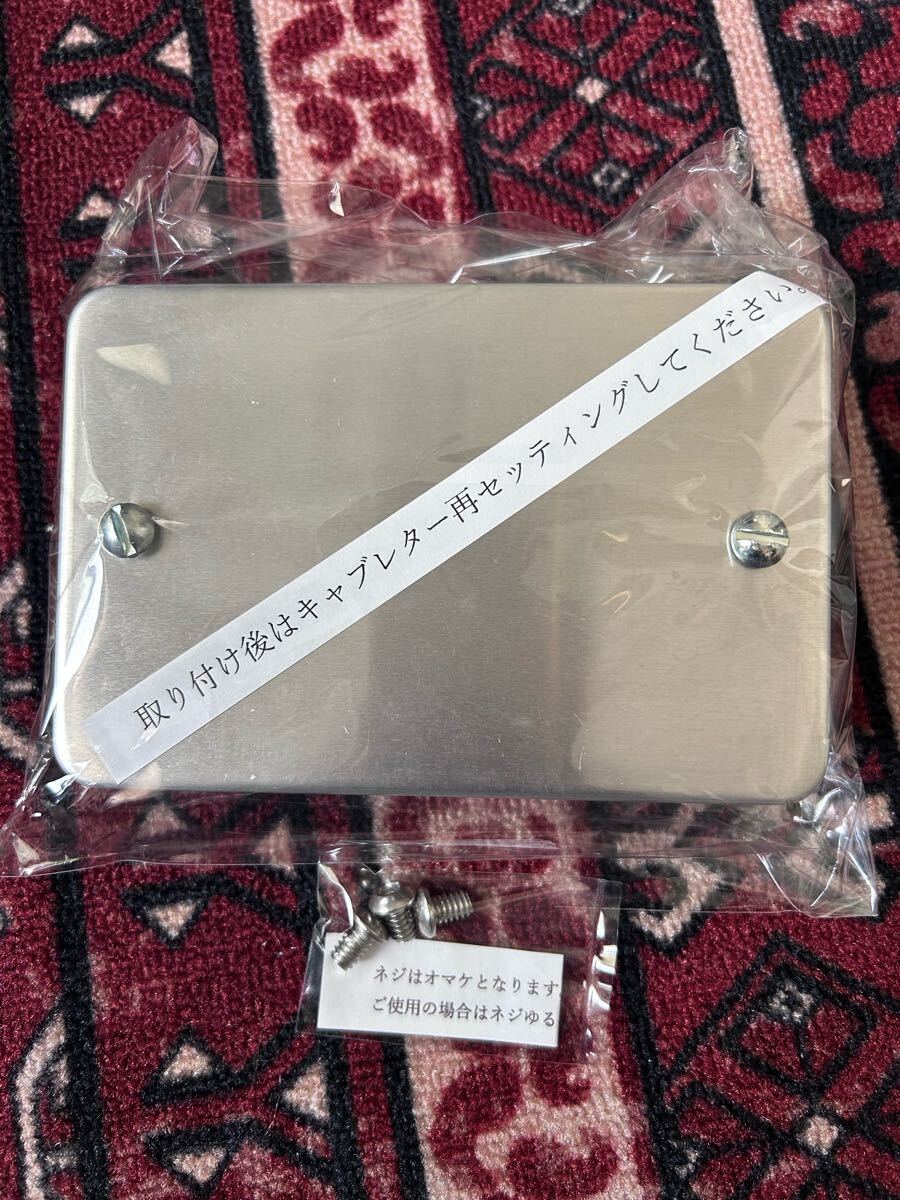 取り付け後はキャブレター再セッティングしてください。
ネジはオマケとなります
ご使用の場合はネジゆる